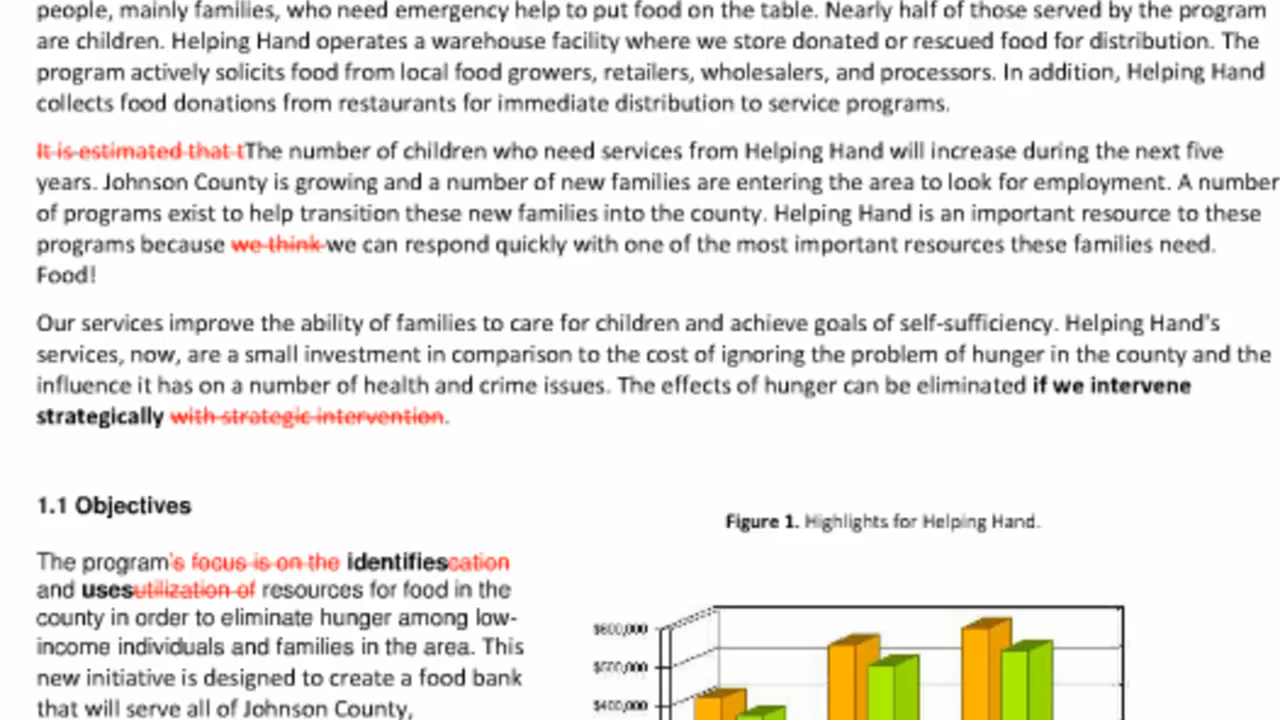 people, mainly families, who need emergency help to put food on the table. Nearly half of those served by the program
are children. Helping Hand operates a warehouse facility where we store donated or rescued food for distribution. The
program actively solicits food from local food growers, retailers, wholesalers, and processors. In addition, Helping Hand
collects food donations from restaurants for immediate distribution to service programs.
It is estimated that tThe number of children who need services from Helping Hand will increase during the next five
years. Johnson County is growing and a number of new families are entering the area to look for employment. A number
of programs exist to help transition these new families into the county. Helping Hand is an important resource to these
programs because we think we can respond quickly with one of the most important resources these families need.
Food!
Our services improve the ability of families to care for children and achieve goals of self-sufficiency. Helping Hand's
services, now, are a small investment in comparison to the cost of ignoring the problem of hunger in the county and the
influence it has on a number of health and crime issues. The effects of hunger can be eliminated if we intervene
strategically with strategic intervention.
1.1 Objectives
The program's focus is on the identifiescation
and usesutilization of resources for food in the
county in order to eliminate hunger among low-
income individuals and families in the area. This
new initiative is designed to create a food bank
that will serve all of Johnson County,
Figure 1. Highlights for Helping Hand.
$600,000
$500,000
$400,000